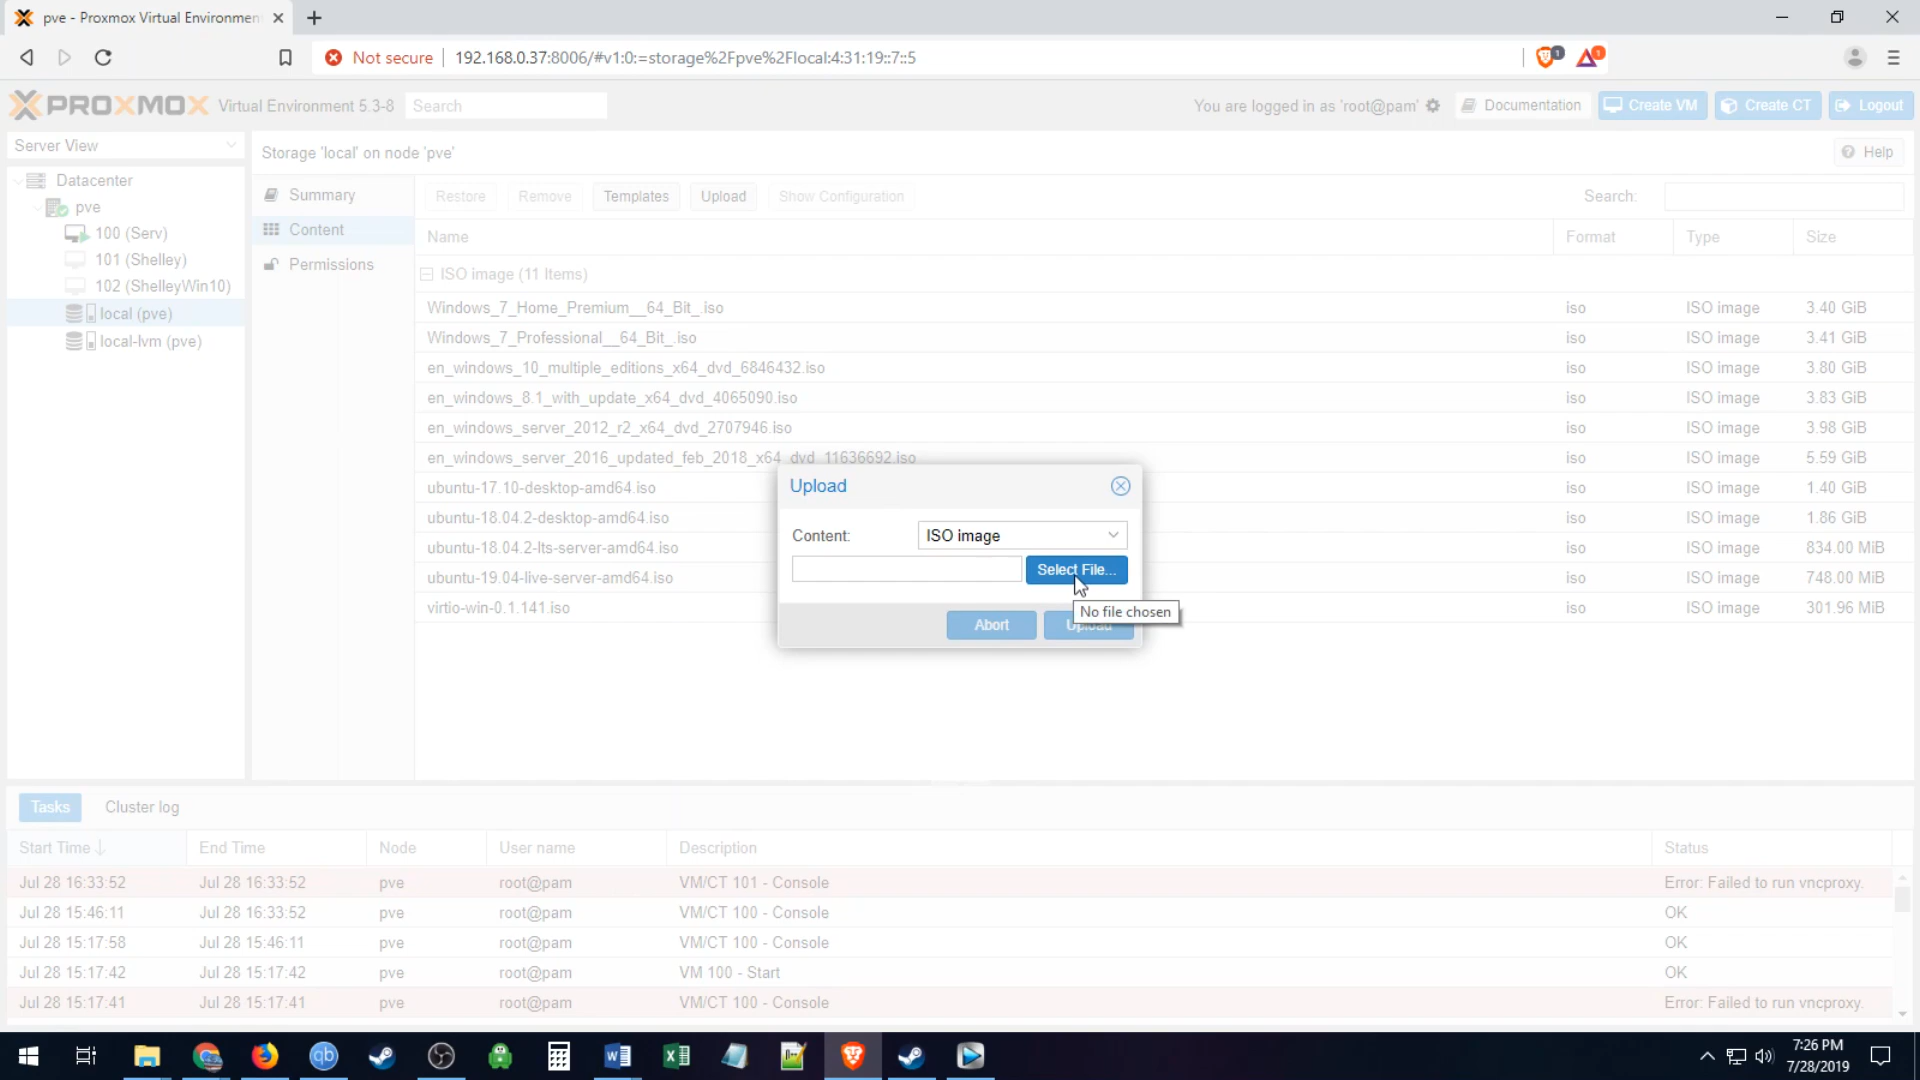 pve - Proxmox Virtual Environmen
Not secure
192.168.0.37:8006/#v1:0:=storage%2Fpve%2Flocal:4:31:19::7::5
1
1
PROXMOX Virtual Environment 5.3-8
Search
You are logged in as 'root@pam'
Documentation
Create VM
Create CT
Logout
Server View
Storage 'local' on node 'pve'
Help
Datacenter
pve
100 (Serv)
101 (Shelley)
102 (ShelleyWin10)
local (pve)
local-lvm (pve)
Summary
Content
Permissions
Restore
Remove
Templates
Upload
Show Configuration
Search:
Name
Format
Type
Size
ISO image (11 Items)
Windows_7_Home_Premium__64_Bit_.iso iso ISO image 3.40 GiB
Windows_7_Professional__64_Bit_.iso iso ISO image 3.41 GiB
en_windows_10_multiple_editions_x64_dvd_6846432.iso iso ISO image 3.80 GiB
en_windows_8.1_with_update_x64_dvd_4065090.iso iso ISO image 3.83 GiB
en_windows_server_2012_r2_x64_dvd_2707946.iso iso ISO image 3.98 GiB
en_windows_server_2016_updated_feb_2018_x64_dvd_11636692.iso iso ISO image 5.59 GiB
ubuntu-17.10-desktop-amd64.iso iso ISO image 1.40 GiB
ubuntu-18.04.2-desktop-amd64.iso iso ISO image 1.86 GiB
ubuntu-18.04.2-lts-server-amd64.iso iso ISO image 834.00 MiB
ubuntu-19.04-live-server-amd64.iso iso ISO image 748.00 MiB
virtio-win-0.1.141.iso iso ISO image 301.96 MiB
Upload
Content:
ISO image
Select File...
No file chosen
Abort
Upload
Tasks
Cluster log
Start Time
End Time
Node
User name
Description
Status
Jul 28 16:33:52 Jul 28 16:33:52 pve root@pam VM/CT 101 - Console Error: Failed to run vncproxy.
Jul 28 15:46:11 Jul 28 16:33:52 pve root@pam VM/CT 100 - Console OK
Jul 28 15:17:58 Jul 28 15:46:11 pve root@pam VM/CT 100 - Console OK
Jul 28 15:17:42 Jul 28 15:17:42 pve root@pam VM 100 - Start OK
Jul 28 15:17:41 Jul 28 15:17:41 pve root@pam VM/CT 100 - Console Error: Failed to run vncproxy.
qb
7:26 PM
7/28/2019